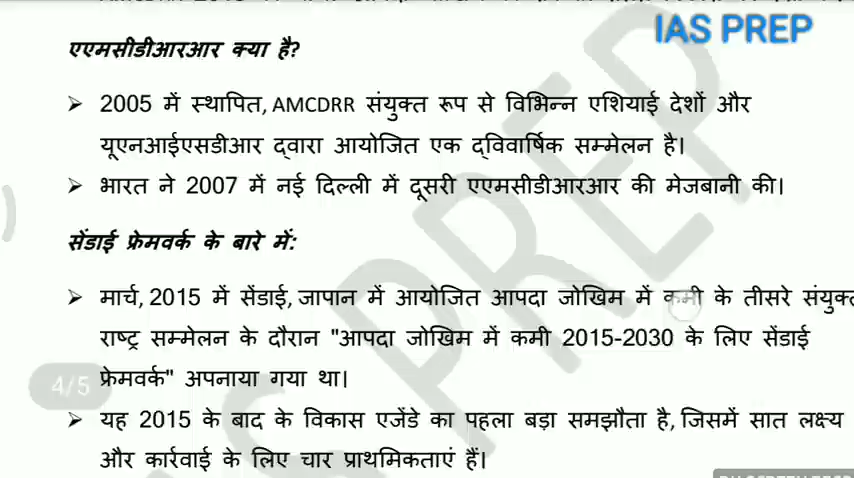 IAS PREP
एएमसीडीआरआर क्या है?
➢ 2005 में स्थापित, AMCDRR संयुक्त रूप से विभिन्न एशियाई देशों और
यूएनआईएसडीआर द्वारा आयोजित एक द्विवार्षिक सम्मेलन है।
➢ भारत ने 2007 में नई दिल्ली में दूसरी एएमसीडीआरआर की मेजबानी की।
सेंडाई फ्रेमवर्क के बारे में:
➢ मार्च, 2015 में सेंडाई, जापान में आयोजित आपदा जोखिम में कमी के तीसरे संयुक्त
राष्ट्र सम्मेलन के दौरान "आपदा जोखिम में कमी 2015-2030 के लिए सेंडाई
फ्रेमवर्क" अपनाया गया था।
4/5
➢ यह 2015 के बाद के विकास एजेंडे का पहला बड़ा समझौता है, जिसमें सात लक्ष्य
और कार्रवाई के लिए चार प्राथमिकताएं हैं।